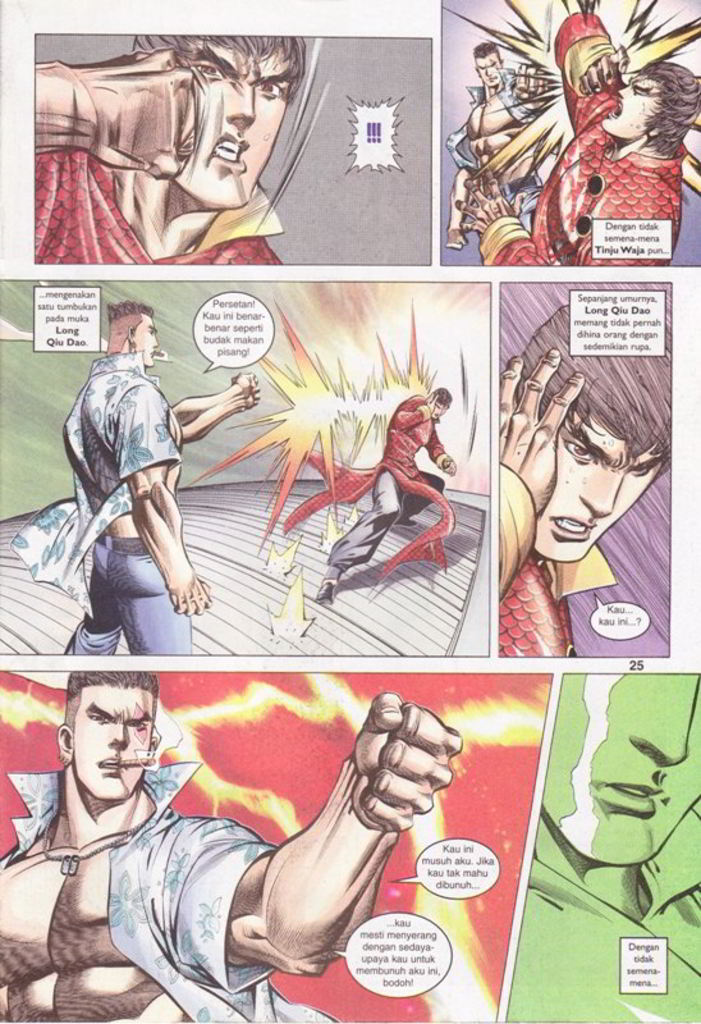 !!!
Dengan tidak
semena-mena
Tinju Waja pun...
...mengenakan
satu tumbukan
pada muka
Long
Qiu Dao.
Persetan!
Kau ini benar-
benar seperti
budak makan
pisang!
Sepanjang umurnya,
Long Qiu Dao
memang tidak pernah
dihina orang dengan
sedemikian rupa.
Kau...
kau ini...?
25
Kau ini
musuh aku. Jika
kau tak mahu
dibunuh...
...kau
mesti menyerang
dengan sedaya-
upaya kau untuk
membunuh aku ini,
bodoh!
Dengan
tidak
semena-
mena...